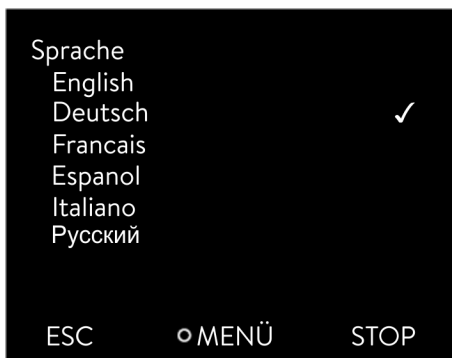 Sprache
English
Deutsch ✓
Francais
Espanol
Italiano
Русский
ESC MENÜ STOP